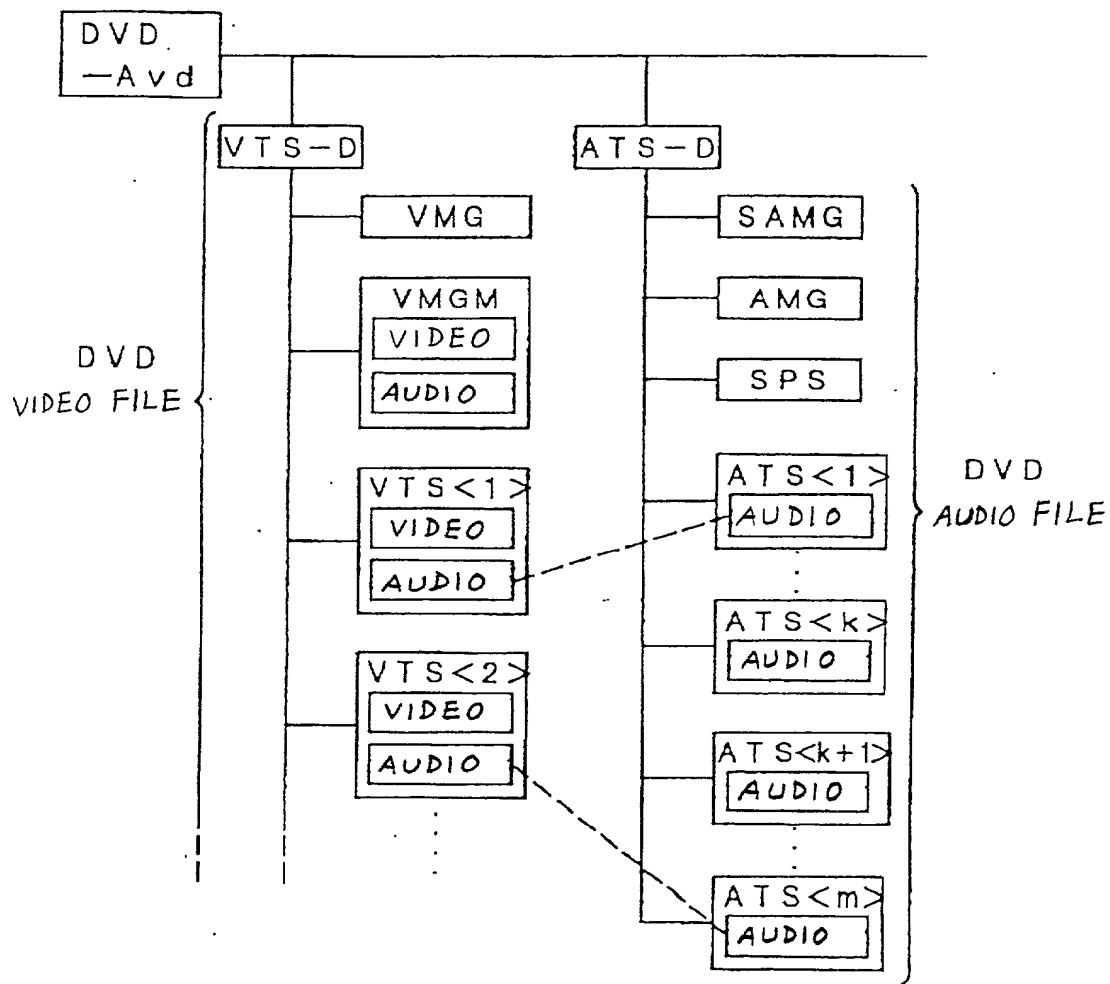 DVD
-Avd
VTS-D
VMG
VMGM
VIDEO
AUDIO
VTS<1>
VIDEO
AUDIO
VTS<2>
VIDEO
AUDIO
DVD
VIDEO FILE
ATS-D
SAMG
AMG
SPS
ATS<1>
AUDIO
ATS<k>
AUDIO
ATS<k+1>
AUDIO
ATS<m>
AUDIO
DVD
AUDIO FILE